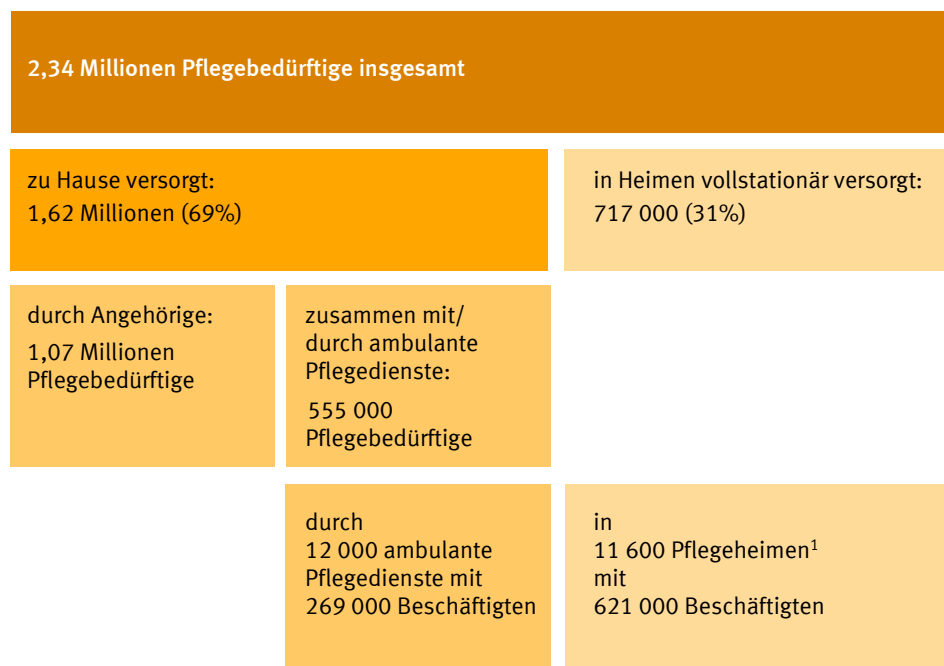 2,34 Millionen Pflegebedürftige insgesamt
zu Hause versorgt:
1,62 Millionen (69%)
in Heimen vollstationär versorgt:
717 000 (31%)
durch Angehörige:
1,07 Millionen
Pflegebedürftige
zusammen mit/
durch ambulante
Pflegedienste:
555 000
Pflegebedürftige
durch
12 000 ambulante
Pflegedienste mit
269 000 Beschäftigten
in
11 600 Pflegeheimen¹
mit
621 000 Beschäftigten